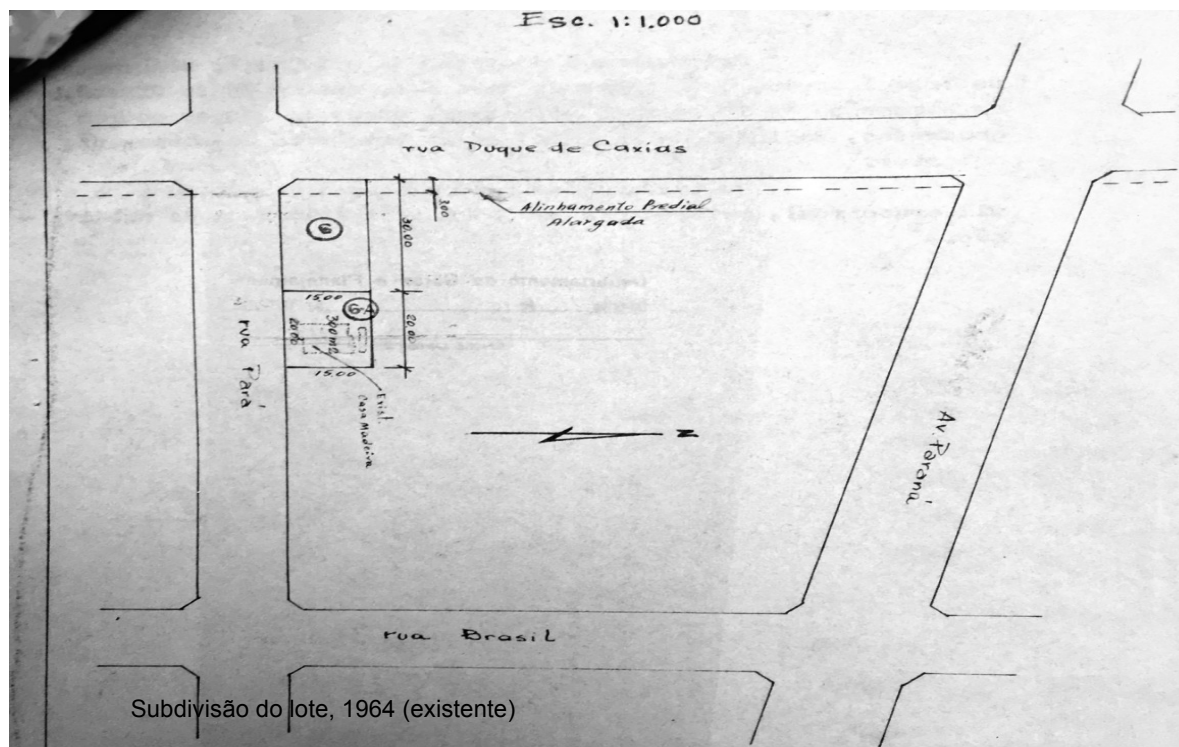 Esc. 1:1.000
rua Duque de Caxias
Alinhamento Predial
Alargada
300
30.00
6
15.00
6A
20.00
20.00
300m2
15.00
Exist.
Casa Madeira
rua Pará
N
Av. Paraná
rua Brasil
Subdivisão do lote, 1964 (existente)